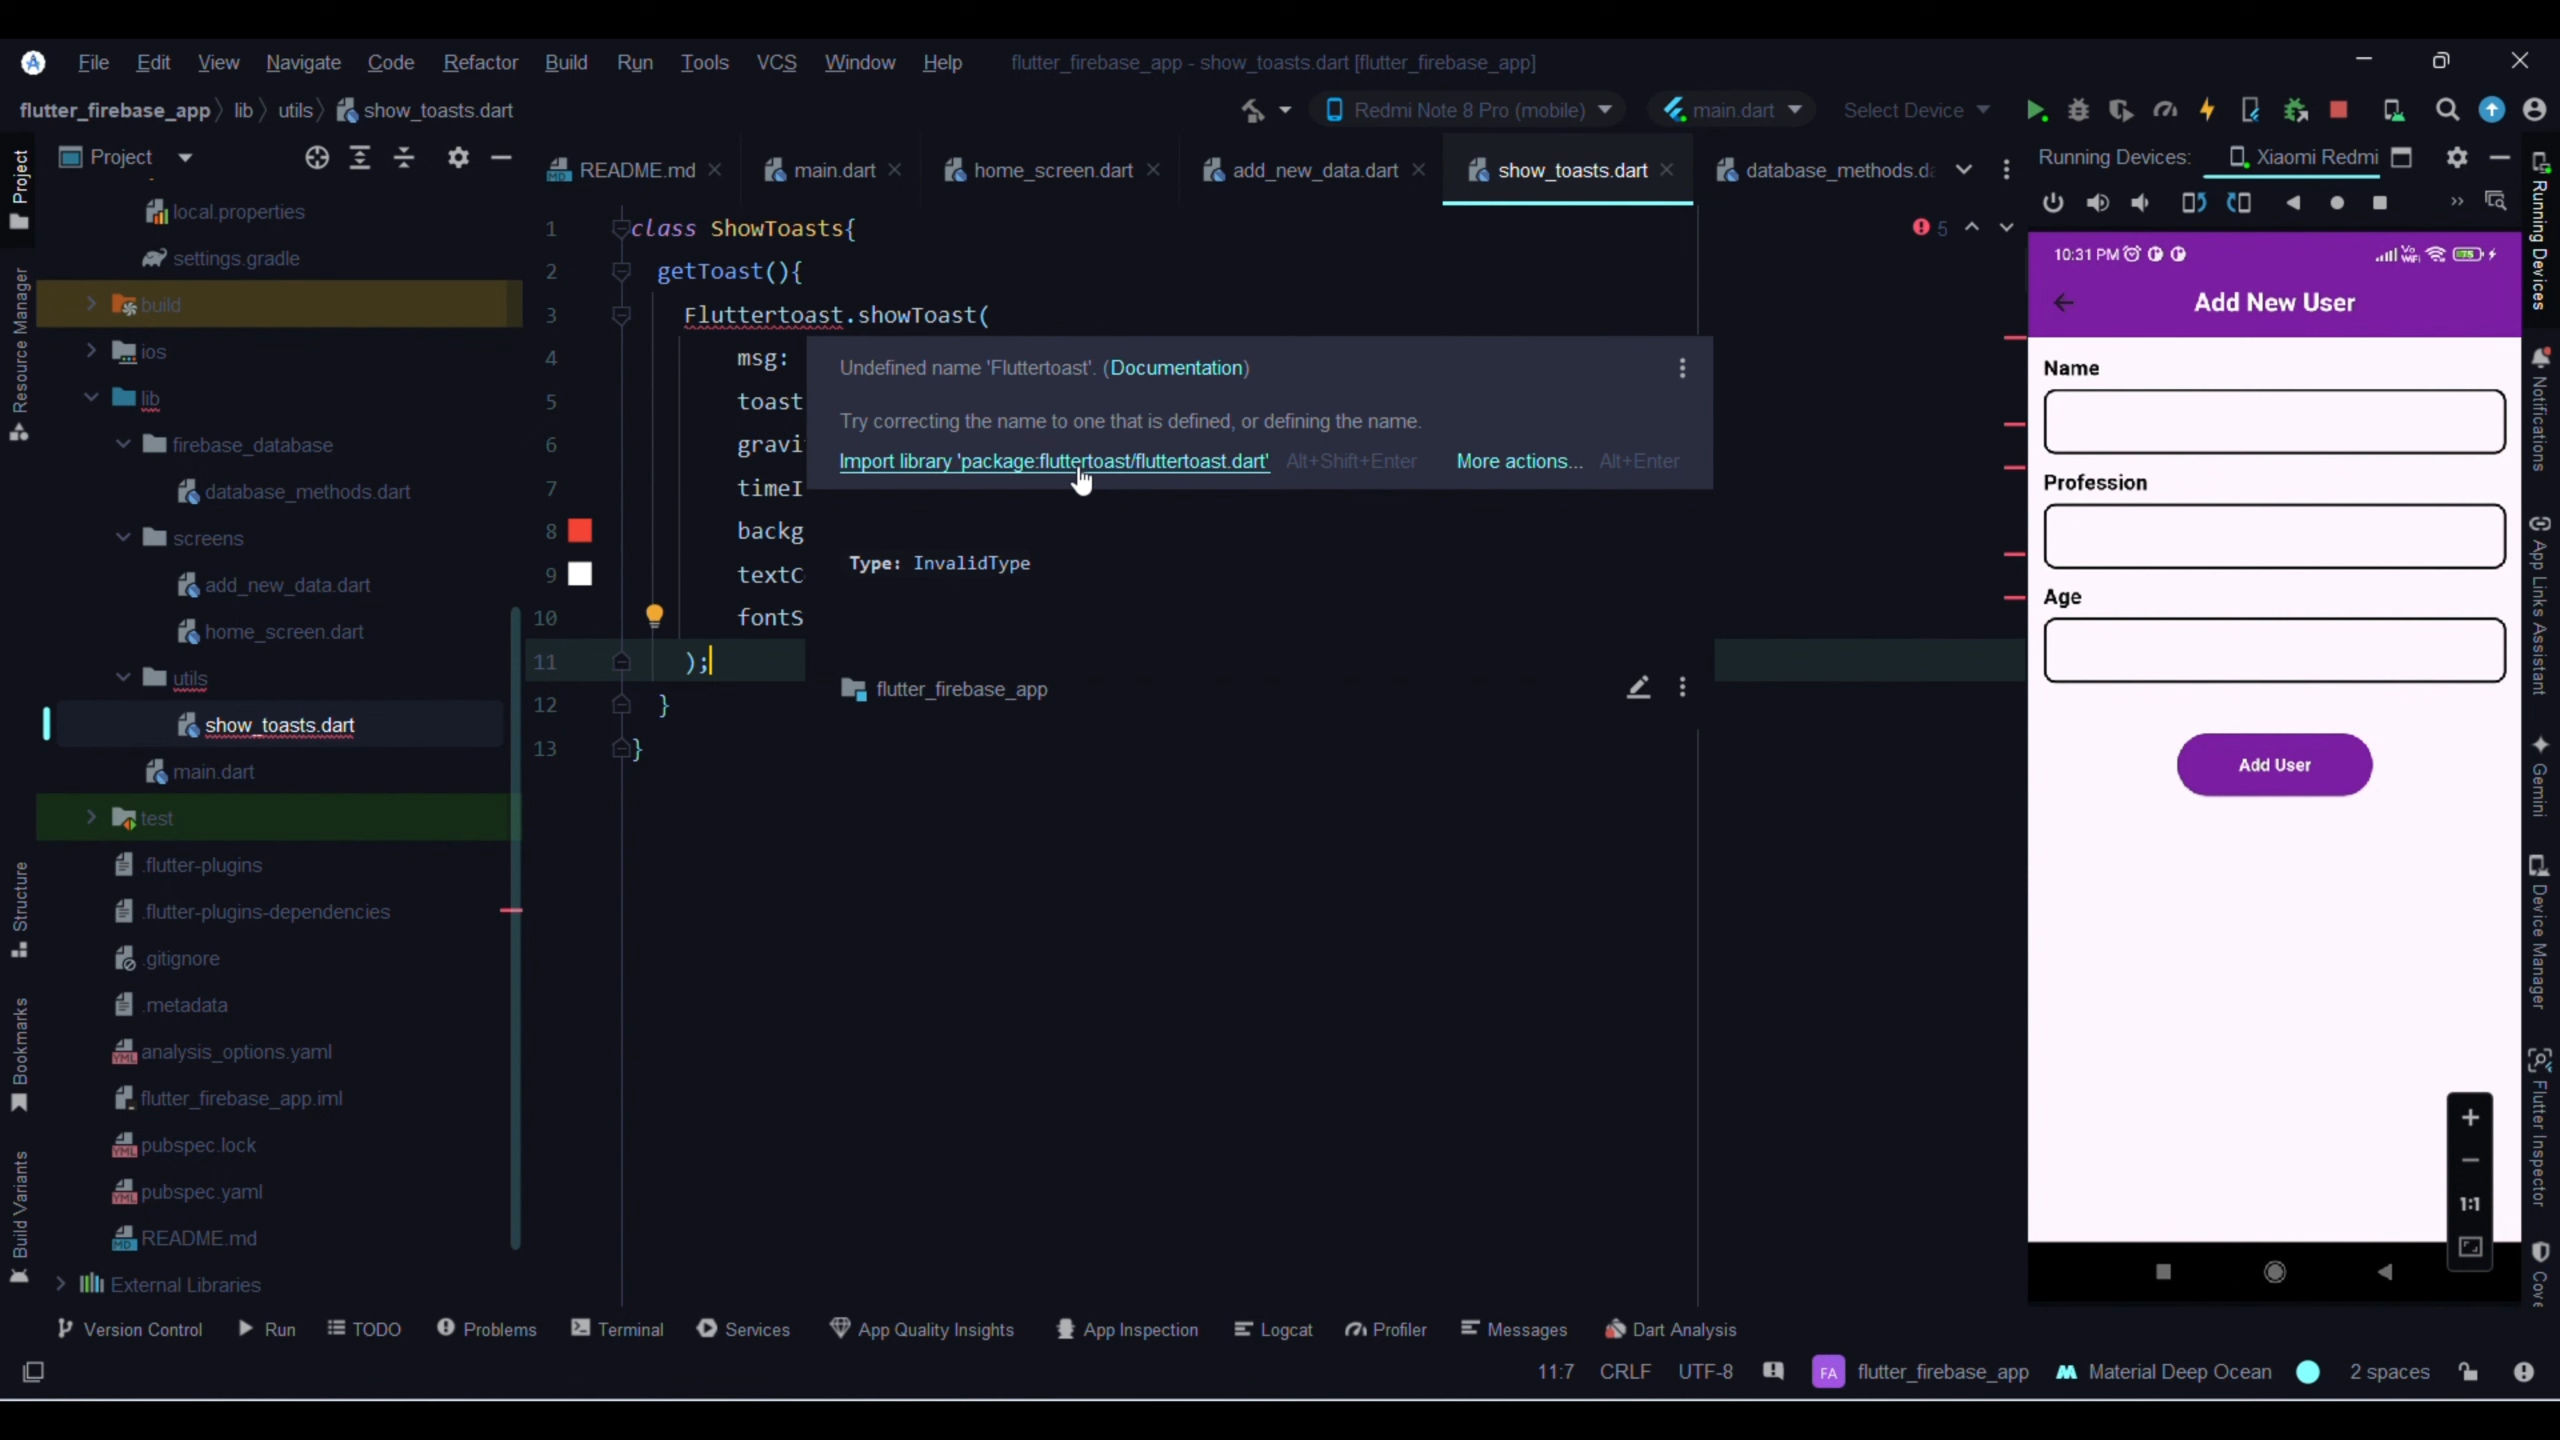 File Edit View Navigate Code Refactor Build Run Tools VCS Window Help flutter_firebase_app - show_toasts.dart [flutter_firebase_app]
flutter_firebase_app lib utils show_toasts.dart Redmi Note 8 Pro (mobile) main.dart Select Device
Project
README.md main.dart home_screen.dart add_new_data.dart show_toasts.dart database_methods.da
Running Devices: Xiaomi Redmi
Project
Resource Manager
Structure
Bookmarks
Build Variants
local.properties
settings.gradle
build
ios
lib
firebase_database
database_methods.dart
screens
add_new_data.dart
home_screen.dart
utils
show_toasts.dart
main.dart
test
.flutter-plugins
.flutter-plugins-dependencies
.gitignore
.metadata
analysis_options.yaml
flutter_firebase_app.iml
pubspec.lock
pubspec.yaml
README.md
External Libraries
1 class ShowToasts{
2 getToast(){
3 Fluttertoast.showToast(
4 msg:
5 toast
6 gravi
7 timeI
8 backg
9 textC
10 fontS
11 );
12 }
13 }
5
Undefined name 'Fluttertoast'. (Documentation)
Try correcting the name to one that is defined, or defining the name.
Import library 'package:fluttertoast/fluttertoast.dart' Alt+Shift+Enter More actions... Alt+Enter
Type: InvalidType
flutter_firebase_app
10:31 PM Vo WiFi 75
Add New User
Name
Profession
Age
Add User
1:1
Running Devices
Notifications
App Links Assistant
Gemini
Device Manager
Flutter Inspector
Cove
Version Control Run TODO Problems Terminal Services App Quality Insights App Inspection Logcat Profiler Messages Dart Analysis
11:7 CRLF UTF-8 FA flutter_firebase_app Material Deep Ocean 2 spaces